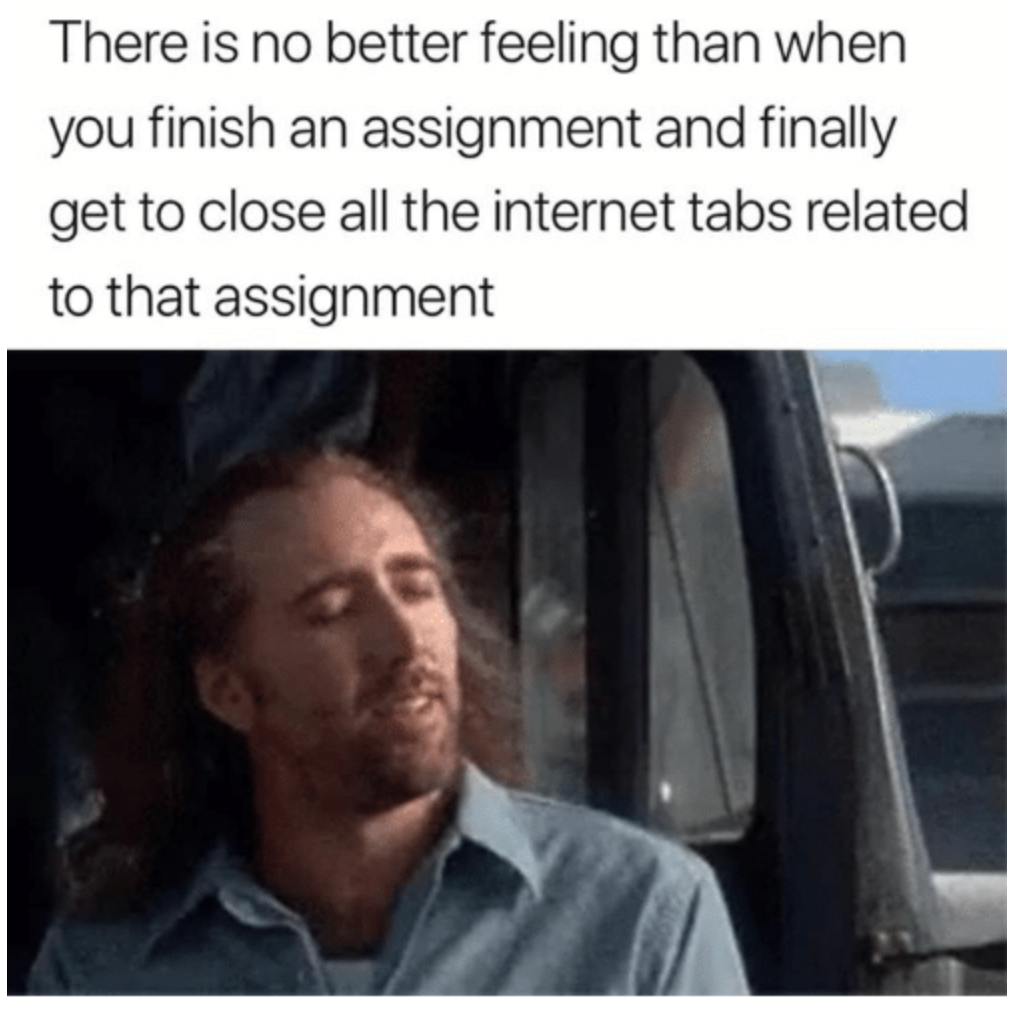 There is no better feeling than when
you finish an assignment and finally
get to close all the internet tabs related
to that assignment